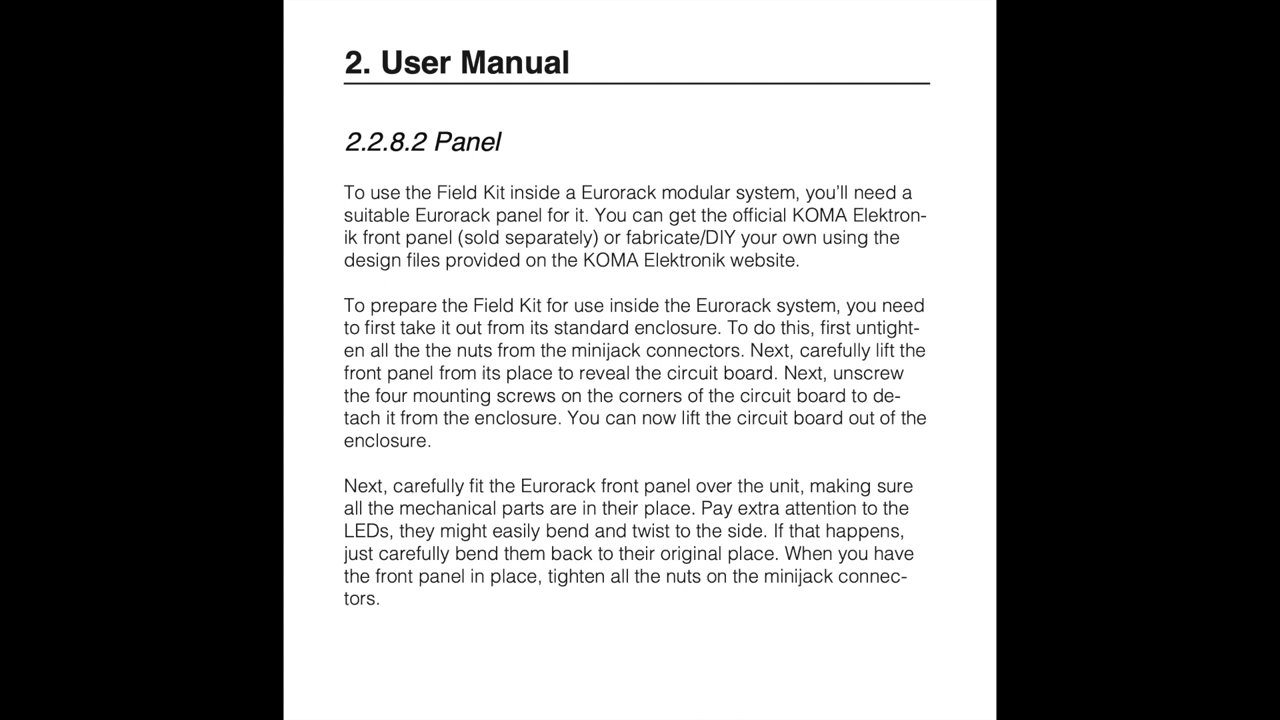 2. User Manual
2.2.8.2 Panel
To use the Field Kit inside a Eurorack modular system, you'll need a
suitable Eurorack panel for it. You can get the official KOMA Elektron-
ik front panel (sold separately) or fabricate/DIY your own using the
design files provided on the KOMA Elektronik website.
To prepare the Field Kit for use inside the Eurorack system, you need
to first take it out from its standard enclosure. To do this, first untight-
en all the the nuts from the minijack connectors. Next, carefully lift the
front panel from its place to reveal the circuit board. Next, unscrew
the four mounting screws on the corners of the circuit board to de-
tach it from the enclosure. You can now lift the circuit board out of the
enclosure.
Next, carefully fit the Eurorack front panel over the unit, making sure
all the mechanical parts are in their place. Pay extra attention to the
LEDs, they might easily bend and twist to the side. If that happens,
just carefully bend them back to their original place. When you have
the front panel in place, tighten all the nuts on the minijack connec-
tors.